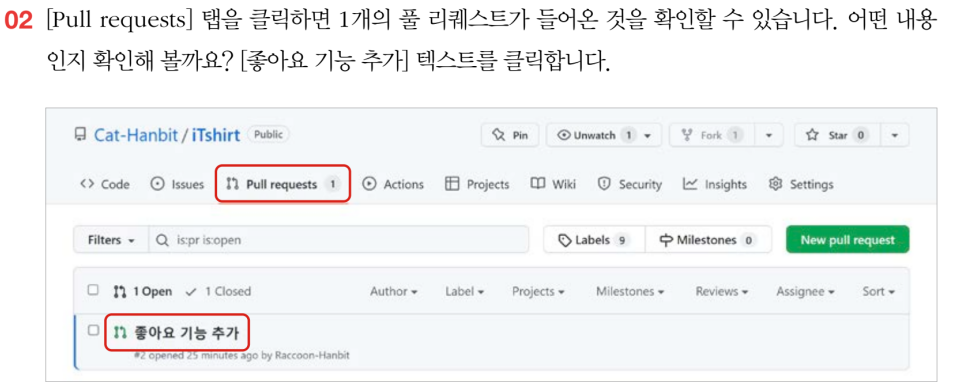 02 [Pull requests] 탭을 클릭하면 1개의 풀 리퀘스트가 들어온 것을 확인할 수 있습니다. 어떤 내용
인지 확인해 볼까요? [좋아요 기능 추가] 텍스트를 클릭합니다.
Cat-Hanbit / iTshirt Public Pin Unwatch 1 Fork 1 Star 0
<> Code Issues Pull requests 1 Actions Projects Wiki Security Insights Settings
Filters is:pr is:open Labels 9 Milestones 0 New pull request
1 Open 1 Closed Author Label Projects Milestones Reviews Assignee Sort
좋아요 기능 추가
#2 opened 25 minutes ago by Raccoon-Hanbit